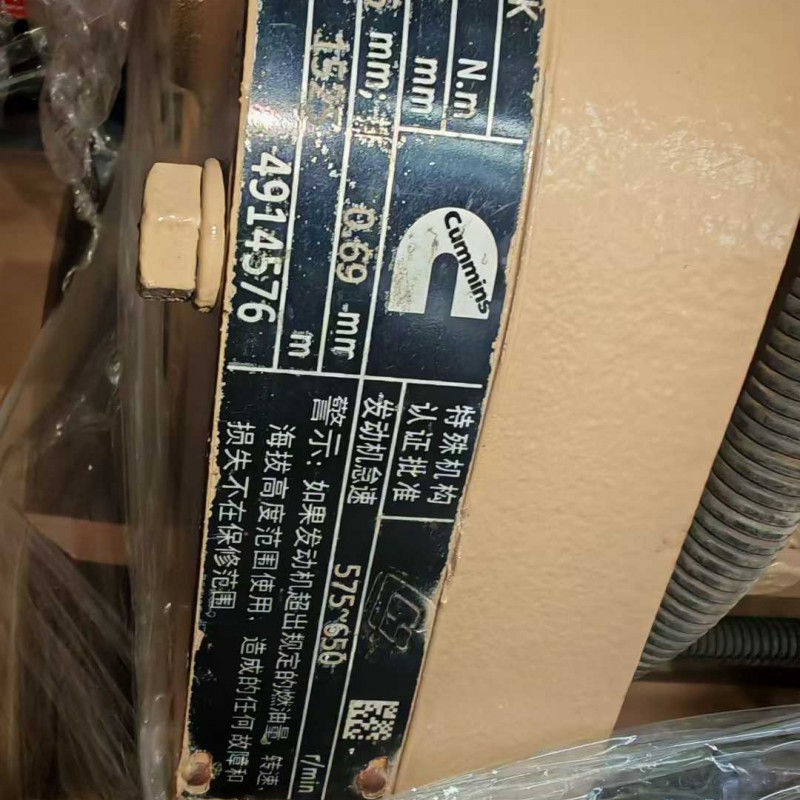 N.m
mm
mm;
152
0.69 mm
m
4914576
cummins
特殊机构
认证批准
发动机怠速 575~650 r/min
警示:如果发动机超出规定的燃油量,转速,
海拔高度范围使用,造成的任何故障和
损失不在保修范围